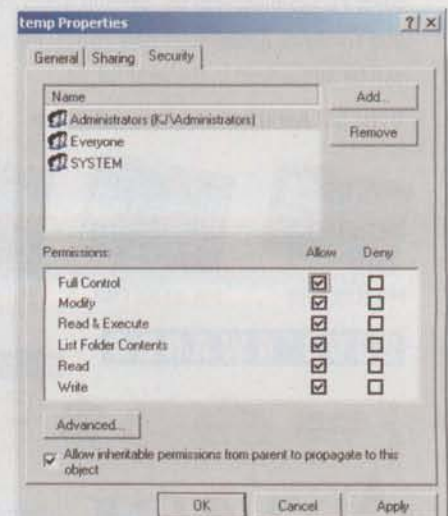 temp Properties
General Sharing Security
Name
Add...
Administrators (KJ\Administrators)
Remove
Everyone
SYSTEM
Permissions: Allow Deny
Full Control
Modify
Read & Execute
List Folder Contents
Read
Write
Advanced...
Allow inheritable permissions from parent to propagate to this
object
OK Cancel Apply